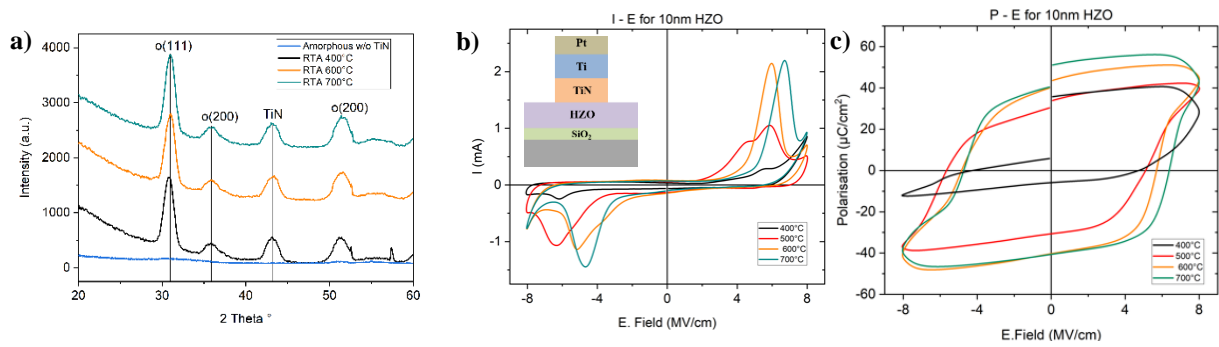 a)
o(111)
o(200)
TiN
o(200)
Amorphous w/o TiN
RTA 400°C
RTA 600°C
RTA 700°C
Intensity (a.u.)
4000
3000
2000
1000
0
20
30
40
50
60
2 Theta °
b)
I - E for 10nm HZO
Pt
Ti
TiN
HZO
SiO2
I (mA)
2
1
0
-1
-8
-4
0
4
8
400°C
500°C
600°C
700°C
E. Field (MV/cm)
c)
P - E for 10nm HZO
Polarisation (µC/cm²)
80
60
40
20
0
-20
-40
-60
-80
-8
-4
0
4
8
400°C
500°C
600°C
700°C
E.Field (MV/cm)